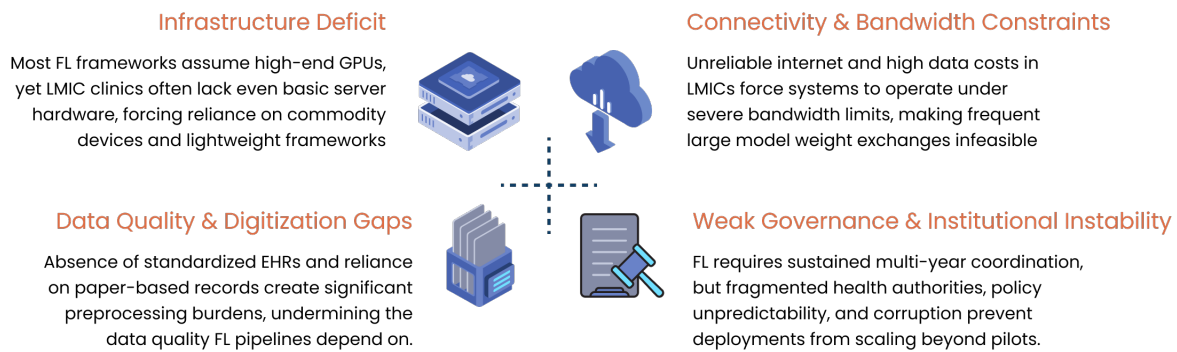 Infrastructure Deficit
Most FL frameworks assume high-end GPUs,
yet LMIC clinics often lack even basic server
hardware, forcing reliance on commodity
devices and lightweight frameworks
Connectivity & Bandwidth Constraints
Unreliable internet and high data costs in
LMICs force systems to operate under
severe bandwidth limits, making frequent
large model weight exchanges infeasible
Data Quality & Digitization Gaps
Absence of standardized EHRs and reliance
on paper-based records create significant
preprocessing burdens, undermining the
data quality FL pipelines depend on.
Weak Governance & Institutional Instability
FL requires sustained multi-year coordination,
but fragmented health authorities, policy
unpredictability, and corruption prevent
deployments from scaling beyond pilots.